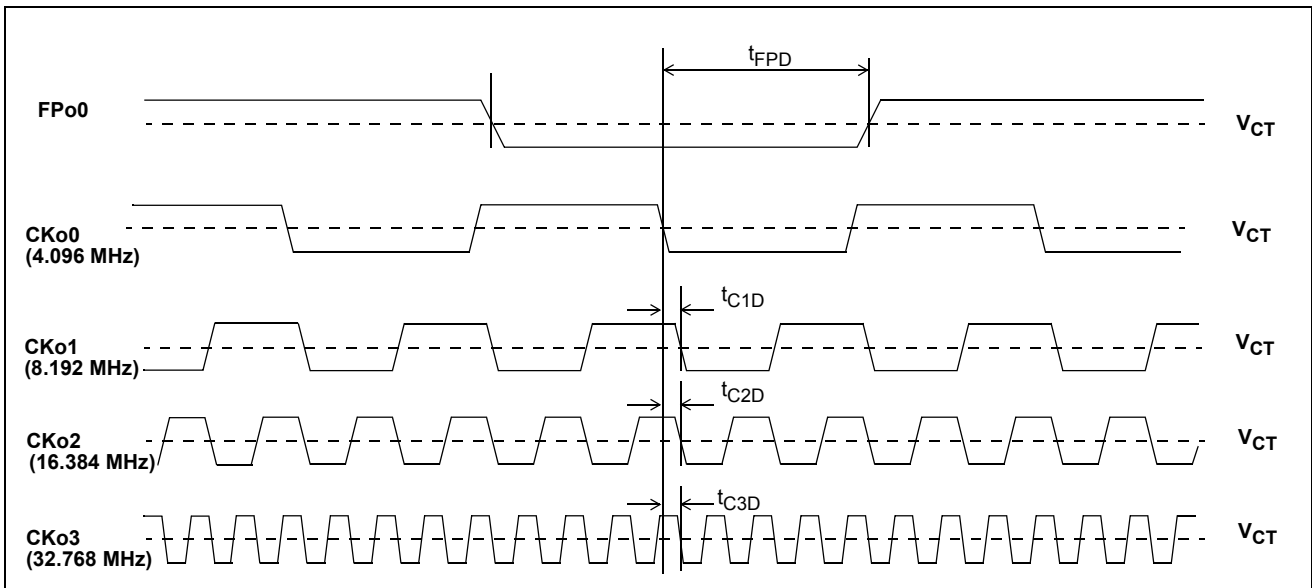 tFPD
FPo0
VCT
CKo0
(4.096 MHz)
VCT
tC1D
CKo1
(8.192 MHz)
VCT
tC2D
CKo2
(16.384 MHz)
VCT
tC3D
CKo3
(32.768 MHz)
VCT